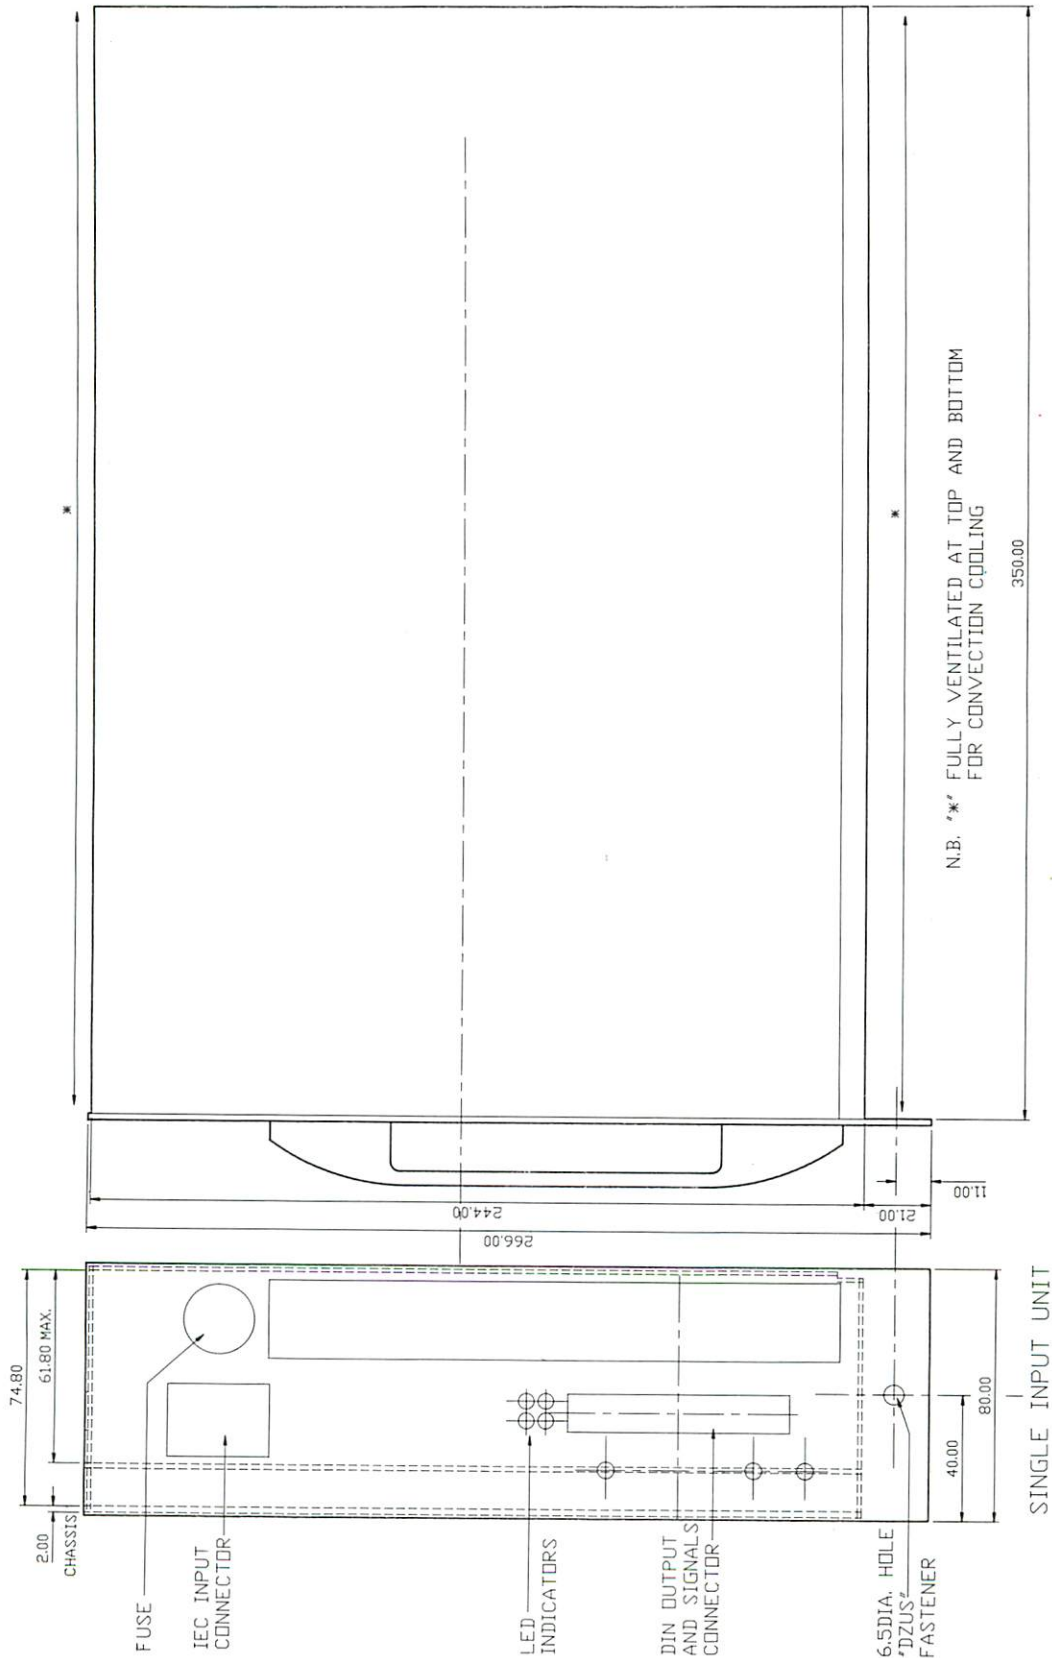 74.80
61.80 MAX.
2.00
CHASSIS
FUSE
IEC INPUT
CONNECTOR
LED
INDICATORS
DIN OUTPUT
AND SIGNALS
CONNECTOR
6.5DIA. HOLE
"DZUS"
FASTENER
40.00
80.00
SINGLE INPUT UNIT
266.00
244.00
21.00
11.00
*
*
N.B. "*" FULLY VENTILATED AT TOP AND BOTTOM
FOR CONVECTION COOLING
350.00